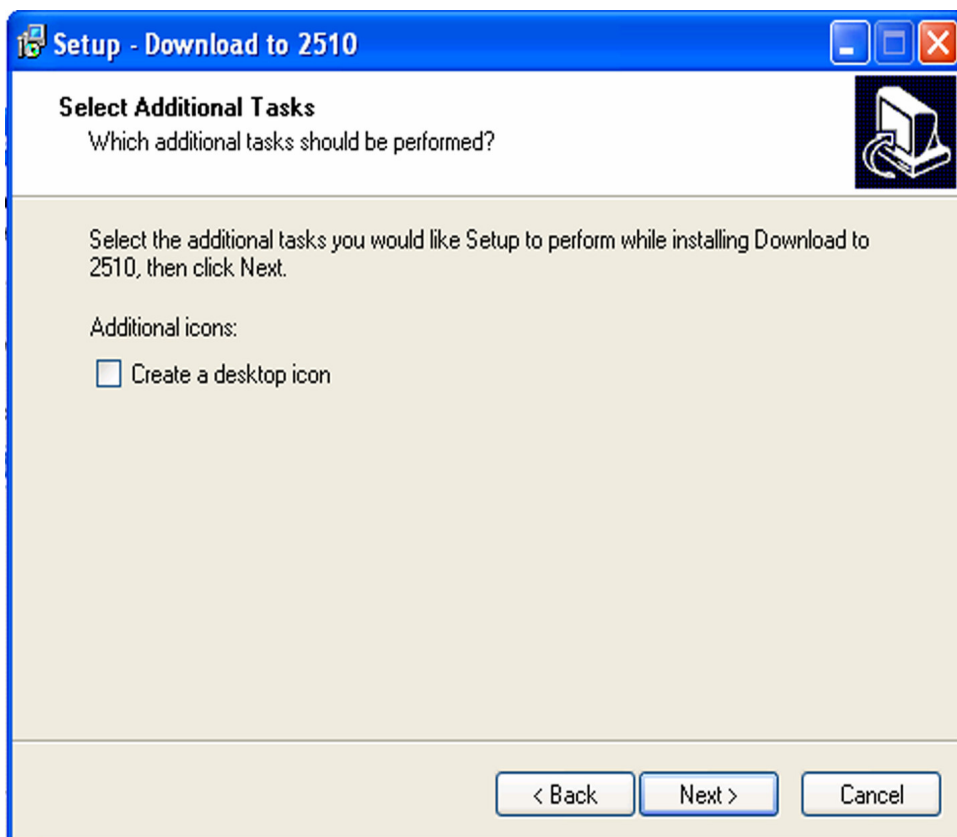 Setup - Download to 2510
Select Additional Tasks
Which additional tasks should be performed?
Select the additional tasks you would like Setup to perform while installing Download to
2510, then click Next.
Additional icons:
Create a desktop icon
< Back Next > Cancel